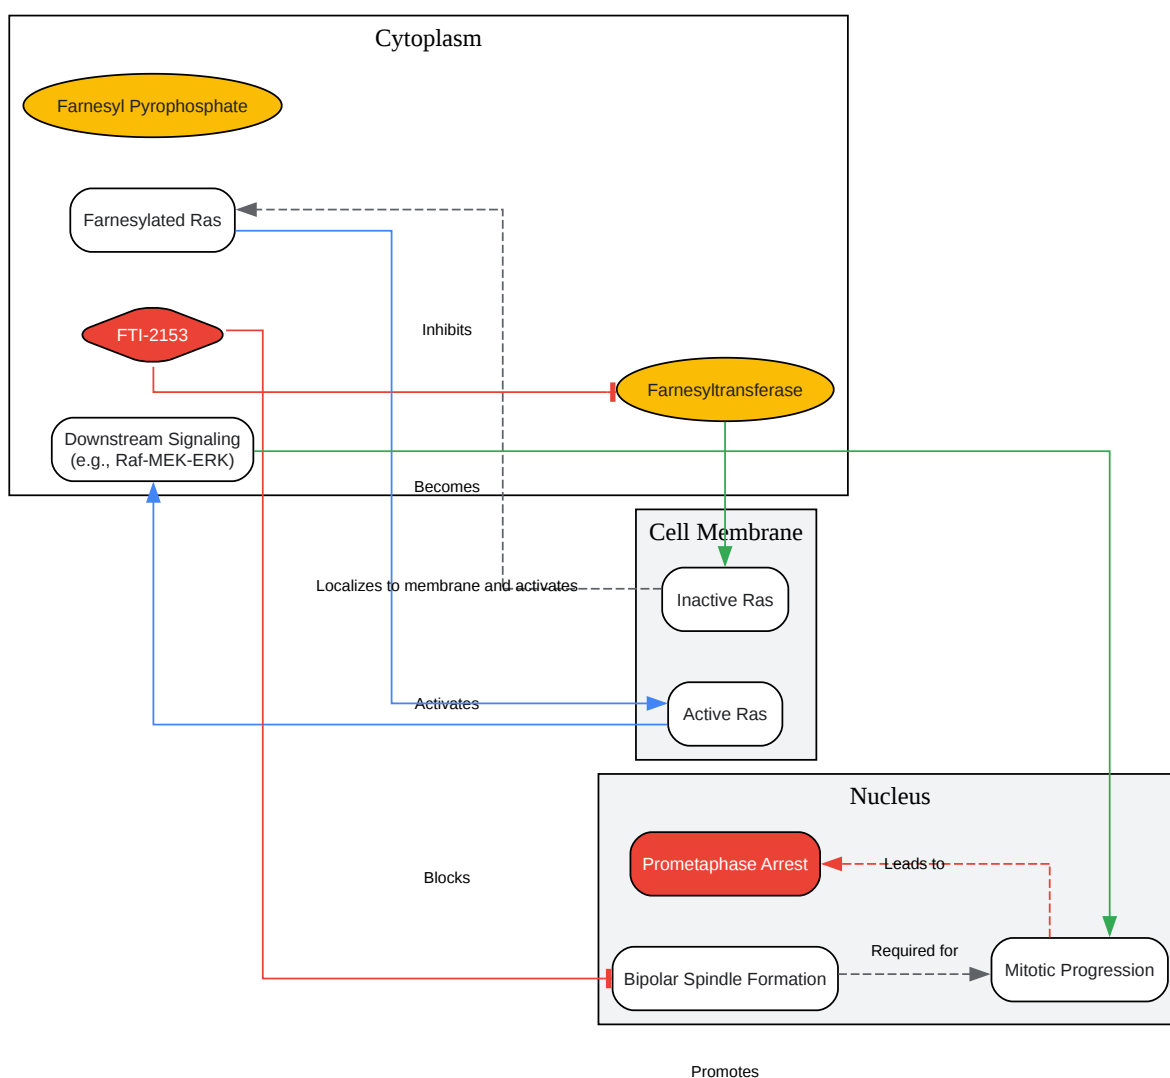 Cytoplasm
Farnesyl Pyrophosphate
Farnesylated Ras
FTI-2153
Inhibits
Farnesyltransferase
Downstream Signaling
(e.g., Raf-MEK-ERK)
Becomes
Cell Membrane
Localizes to membrane and activates
Inactive Ras
Activates
Active Ras
Nucleus
Prometaphase Arrest
Leads to
Blocks
Required for
Bipolar Spindle Formation
Mitotic Progression
Promotes